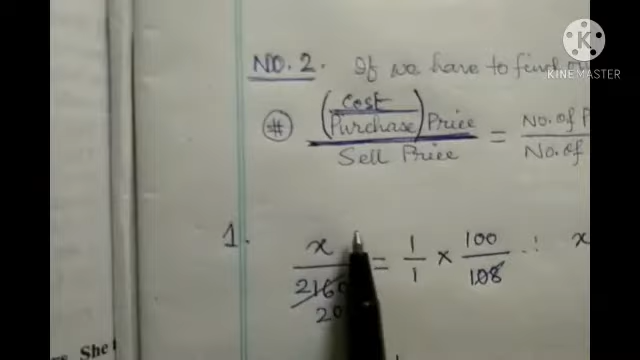 KINEMASTER
NO. 2. If we have to find
(#) (Cost/Purchase) Price / Sell Price = No. of P / No. of
1. x / 2160 = 1/1 × 100/108 ∴ x
20
She